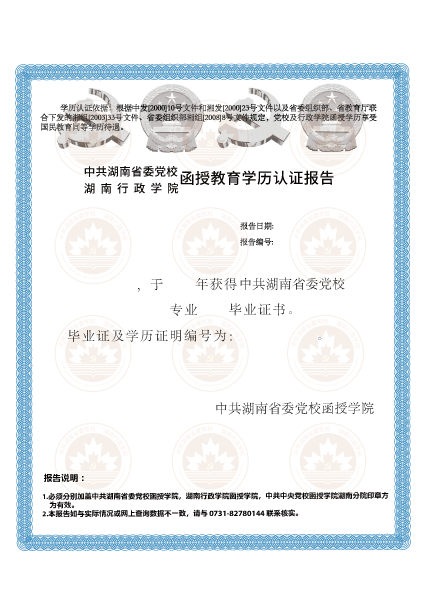 学历认证依据：根据中发[2000]10号文件和湘发[2000]23号文件以及省委组织部、省教育厅联
合下发的湘组[2003]33号文件、省委组织部湘组[2008]8号文件规定，党校及行政学院函授学历享受
国民教育同等学历待遇。
中共湖南省委党校
湖南行政学院
函授教育学历认证报告
报告日期:
报告编号:
，于 年获得中共湖南省委党校
专业 毕业证书。
毕业证及学历证明编号为:
中共湖南省委党校函授学院
报告说明：
1.必须分别加盖中共湖南省委党校函授学院，湖南行政学院函授学院，中共中央党校函授学院湖南分院印章方
为有效。
2.本报告如与实际情况或网上查询数据不一致，请与 0731-82780144 联系核实。